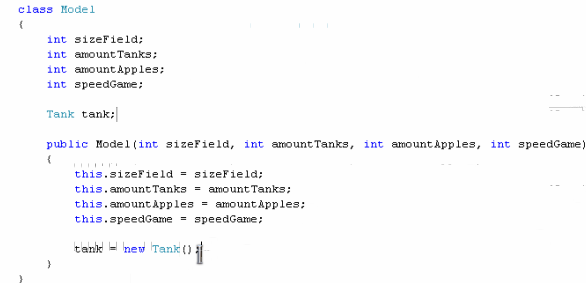 class Model
{
int sizeField;
int amountTanks;
int amountApples;
int speedGame;
Tank tank;
public Model(int sizeField, int amountTanks, int amountApples, int speedGame)
{
this.sizeField = sizeField;
this.amountTanks = amountTanks;
this.amountApples = amountApples;
this.speedGame = speedGame;
tank = new Tank();
}
}